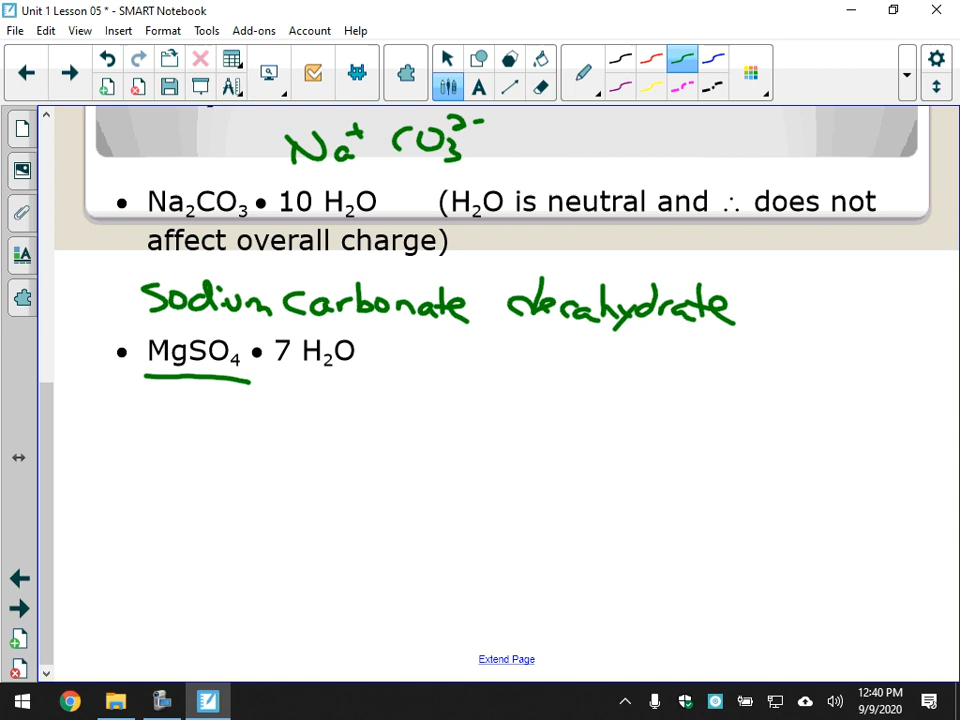 Unit 1 Lesson 05 * - SMART Notebook
File Edit View Insert Format Tools Add-ons Account Help
Na⁺ CO₃²⁻
• Na₂CO₃ • 10 H₂O (H₂O is neutral and ∴ does not
affect overall charge)
Sodium Carbonate decahydrate
• MgSO₄ • 7 H₂O
Extend Page
12:40 PM
9/9/2020